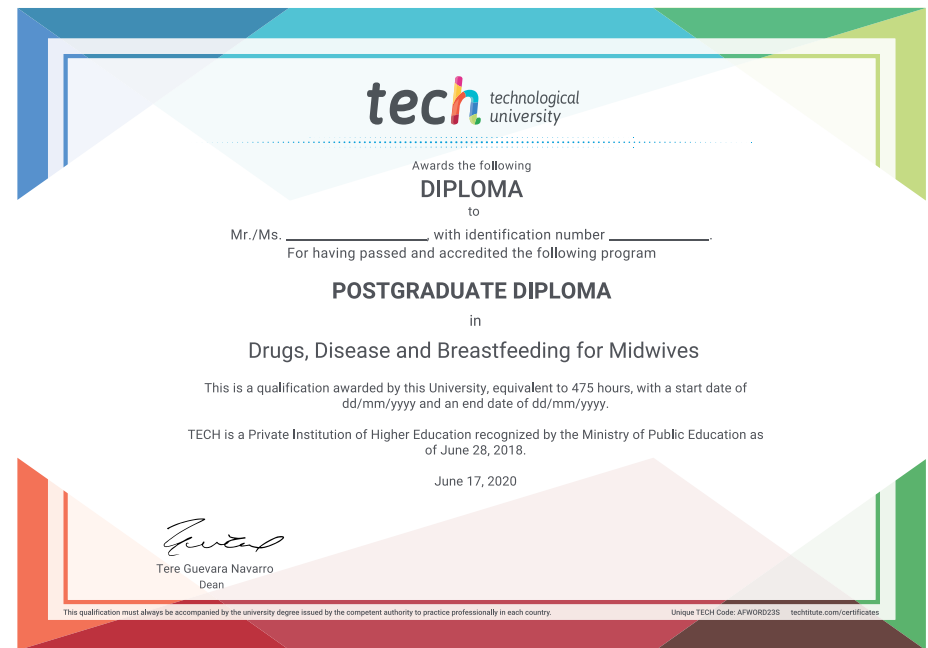 tech technological
university
Awards the following
DIPLOMA
to
Mr./Ms. ____________________, with identification number ______________.
For having passed and accredited the following program
POSTGRADUATE DIPLOMA
in
Drugs, Disease and Breastfeeding for Midwives
This is a qualification awarded by this University, equivalent to 475 hours, with a start date of
dd/mm/yyyy and an end date of dd/mm/yyyy.
TECH is a Private Institution of Higher Education recognized by the Ministry of Public Education as
of June 28, 2018.
June 17, 2020
Tere Guevara Navarro
Dean
This qualification must always be accompanied by the university degree issued by the competent authority to practice professionally in each country. Unique TECH Code: AFWORD23S techtitute.com/certificates